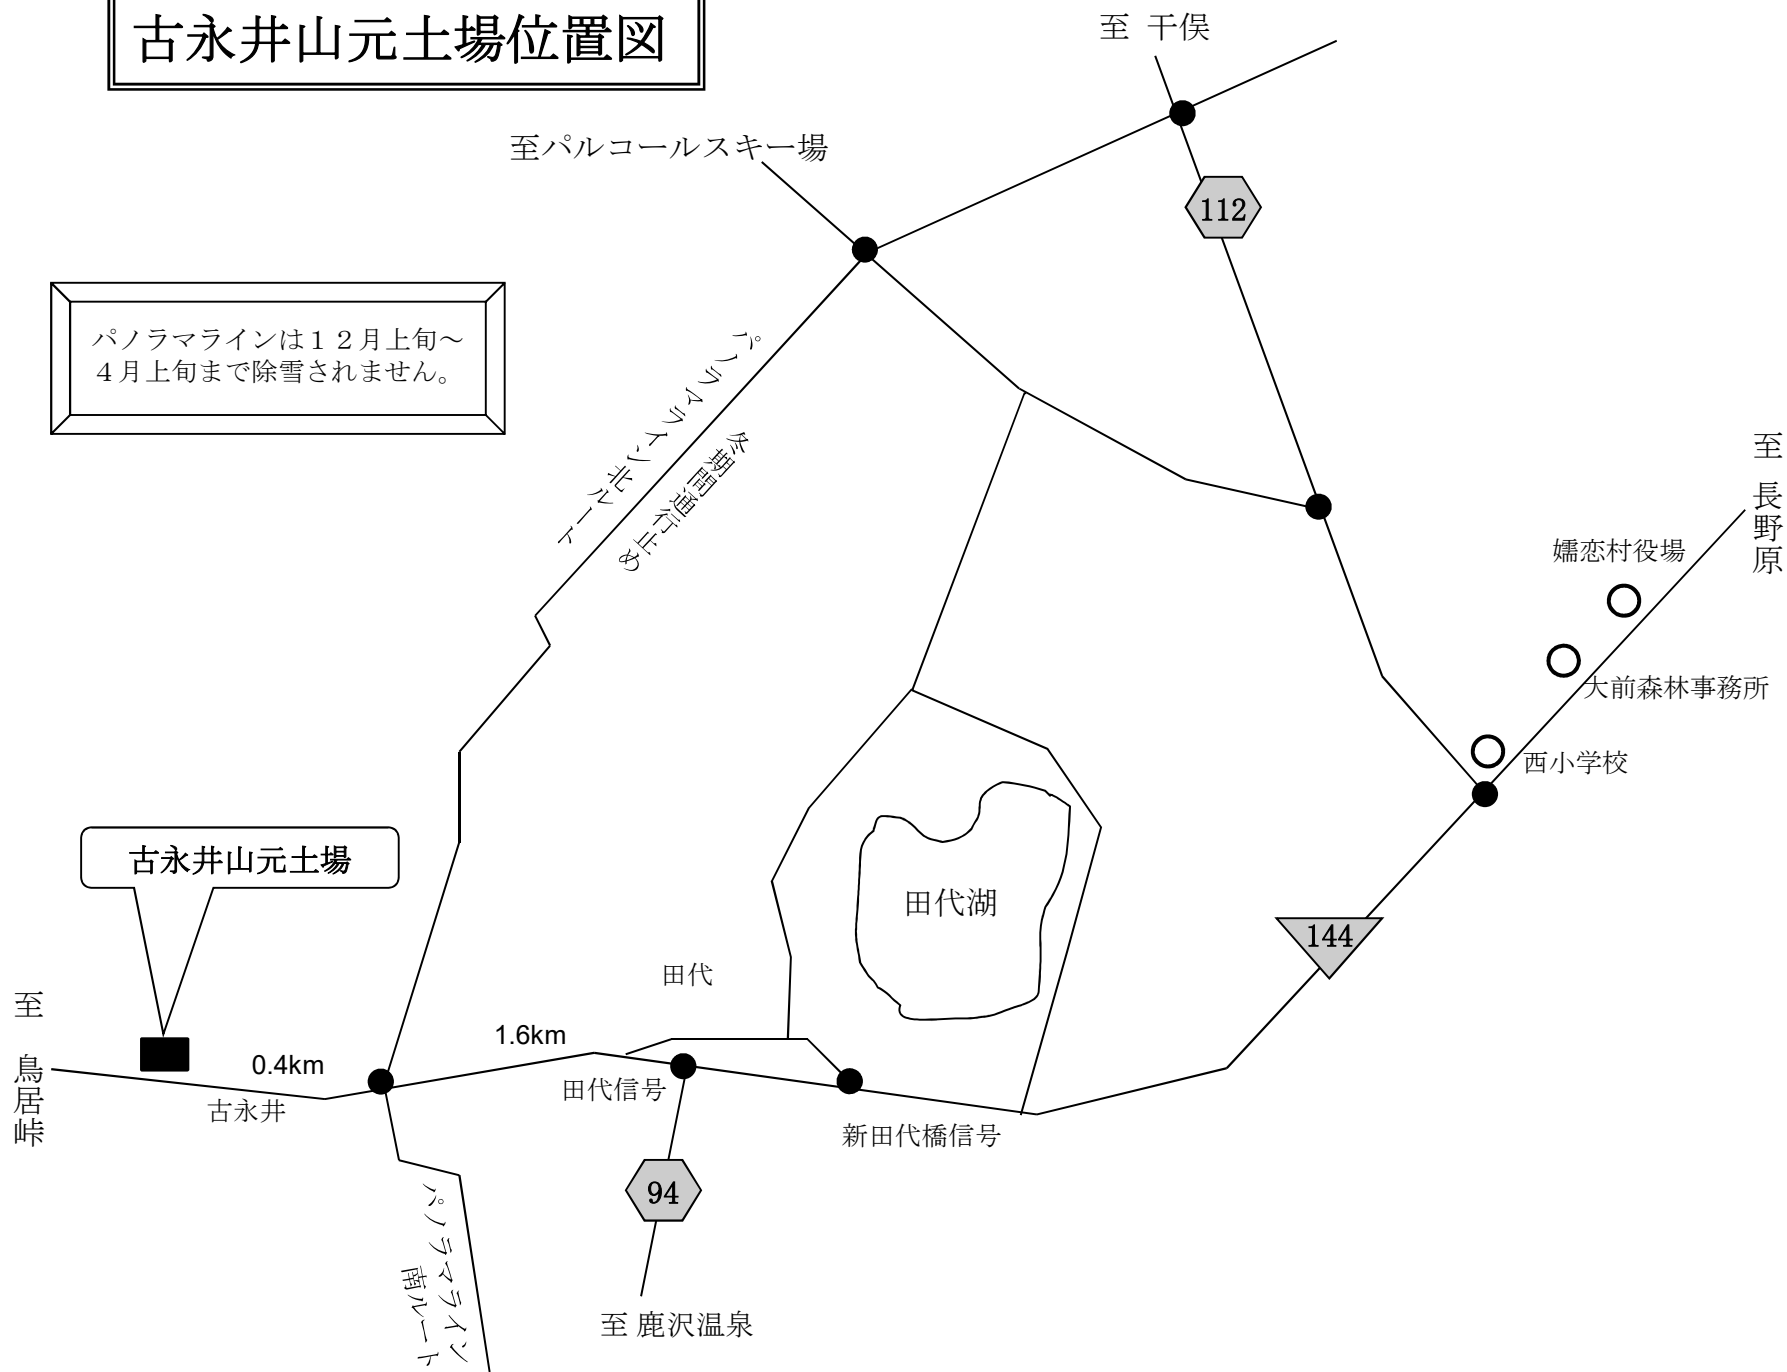 古永井山元土場位置図
至 干俣
至パルコールスキー場
112
パノラマラインは１２月上旬～
４月上旬まで除雪されません。
パノラマライン北ルート
冬期間通行止め
至 長野原
嬬恋村役場
大前森林事務所
西小学校
古永井山元土場
田代湖
144
田代
至 鳥居峠
1.6km
0.4km
古永井
田代信号
新田代橋信号
94
パノラマライン
南ルート
至 鹿沢温泉